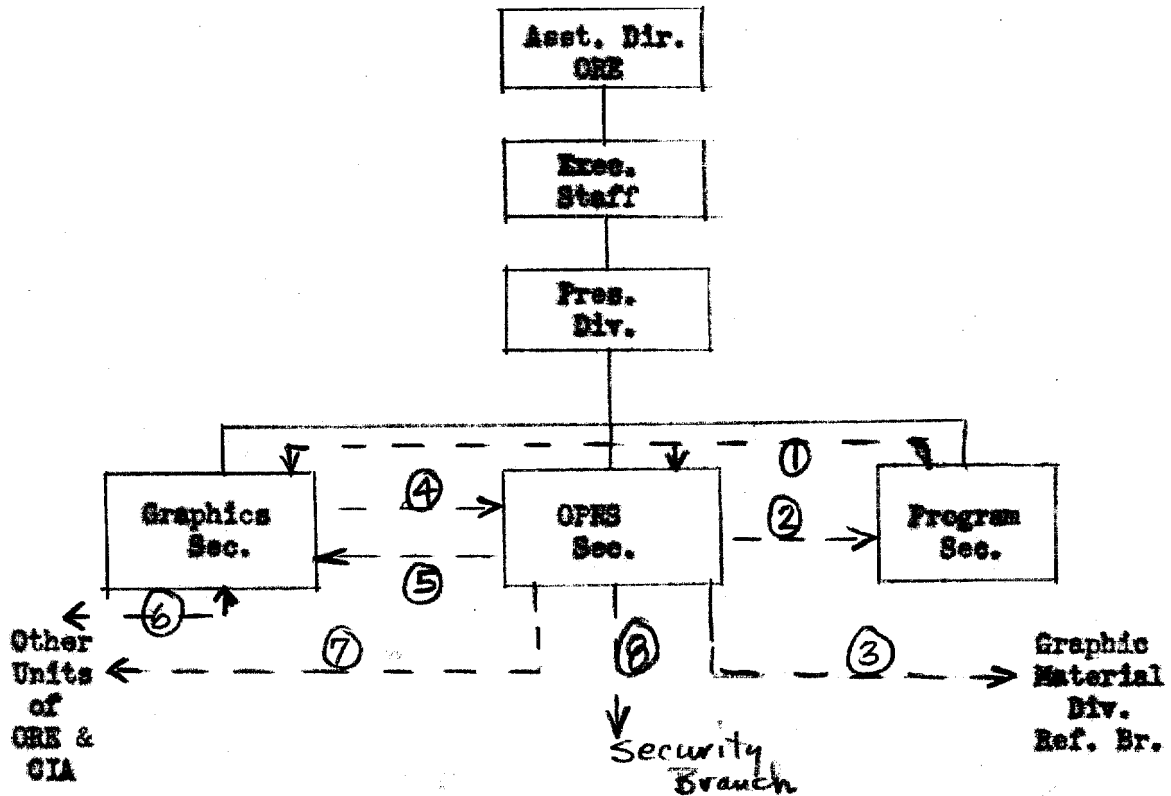 Asst. Dir.
ORE
Exec.
Staff
Pres.
Div.
1
4
Graphics
Sec.
OPRS
Sec.
2
Program
Sec.
5
6
Other
Units
of
ORE &
CIA
7
8
3
Graphic
Material
Div.
Ref. Br.
Security
Branch